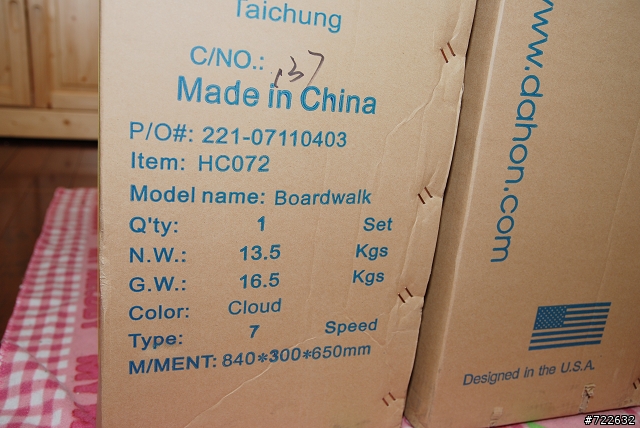 Taichung
C/NO.: 137
Made in China
P/O#: 221-07110403
Item: HC072
Model name: Boardwalk
Q'ty: 1 Set
N.W.: 13.5 Kgs
G.W.: 16.5 Kgs
Color: Cloud
Type: 7 Speed
M/MENT: 840*300*650mm
www.dahon.com
Designed in the U.S.A.
#722632